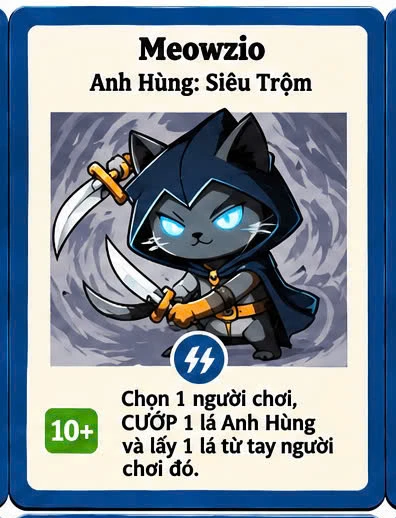 Meowzio
Anh Hùng: Siêu Trộm
10+
Chọn 1 người chơi,
CƯỚP 1 lá Anh Hùng
và lấy 1 lá từ tay người
chơi đó.